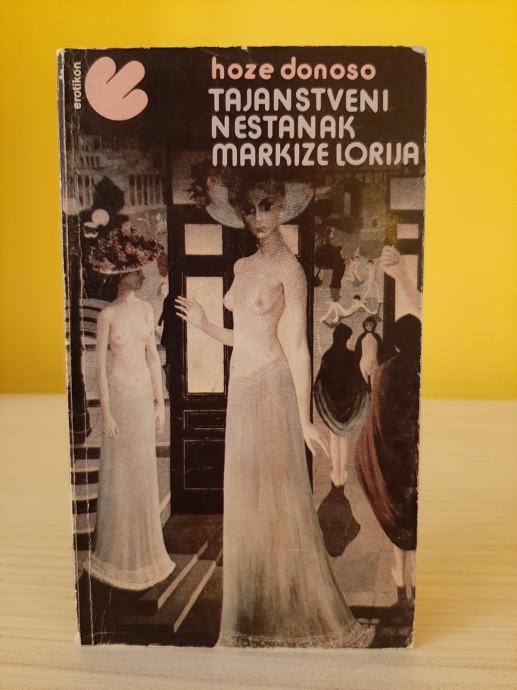 erotikon
hoze donoso
TAJANSTVENI
NESTANAK
MARKIZE LORIJA